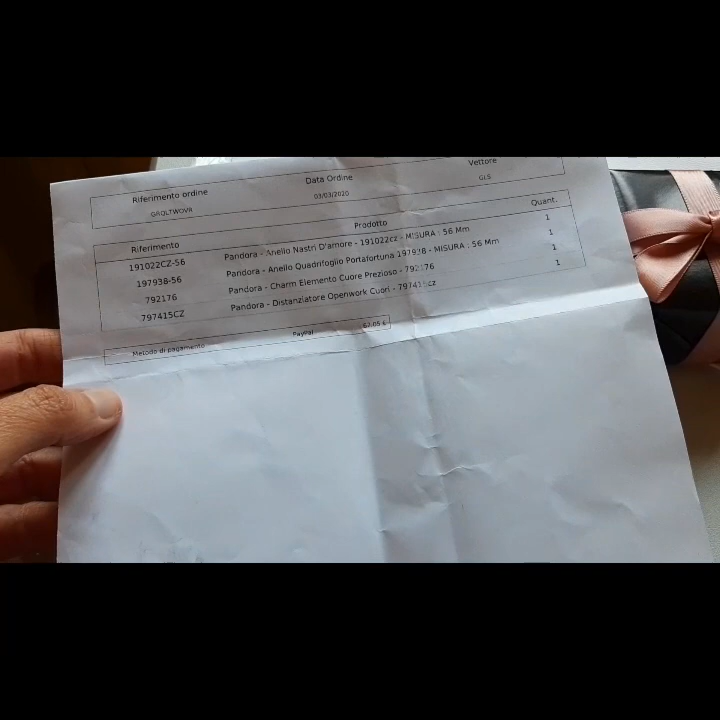 Riferimento ordine Data Ordine Vettore
GROLTWOVA 03/03/2020 GLS
Riferimento Prodotto Quant.
191022CZ-56 Pandora - Anello Nastri D'amore - 191022cz - MISURA : 56 Mm 1
197938-56 Pandora - Anello Quadrifoglio Portafortuna 197938 - MISURA : 56 Mm 1
792176 Pandora - Charm Elemento Cuore Prezioso - 792176 1
797415CZ Pandora - Distanziatore Openwork Cuori - 797415cz 1
Metodo di pagamento PayPal 62.05 €